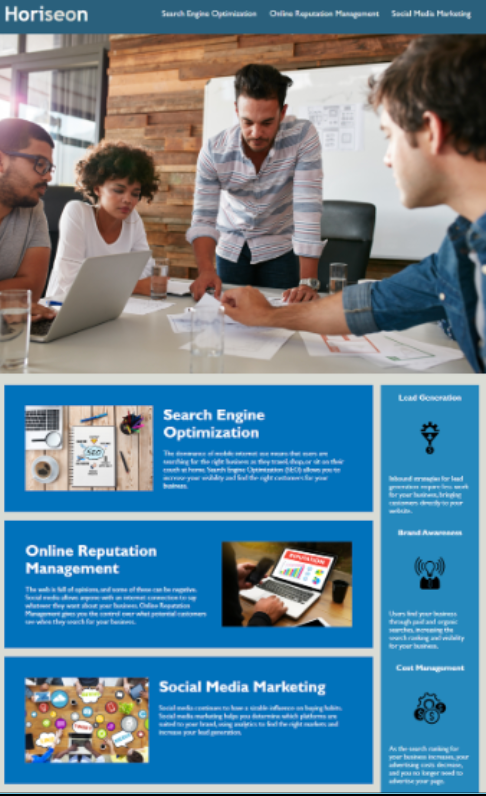 Horiseon
Search Engine Optimization Online Reputation Management Social Media Marketing
Search Engine
Optimization
The dominance of mobile internet use means that users are
searching for the right business as they travel, shop, or sit on their
couch at home. Search Engine Optimization (SEO) allows you to
increase your visibility and find the right customers for your
business.
SEO
Online Reputation
Management
The web is full of opinions, and some of these can be negative.
Social media allows anyone with an internet connection to say
whatever they want about your business. Online Reputation
Management gives you the control over what potential customers
see when they search for your business.
REPUTATION
Social Media Marketing
Social media continues to have a sizable influence on buying habits.
Social media marketing helps you determine which platforms are
suited to your brand, using analytics to find the right markets and
increase your lead generation.
Lead Generation
Inbound strategies for lead
generation require less work
for your business, bringing
customers directly to your
website.
Brand Awareness
Users find your business
through paid and organic
searches, increasing the
search ranking and visibility
for your business.
Cost Management
As the search ranking for
your business increases, your
advertising costs decrease,
and you no longer need to
advertise your page.